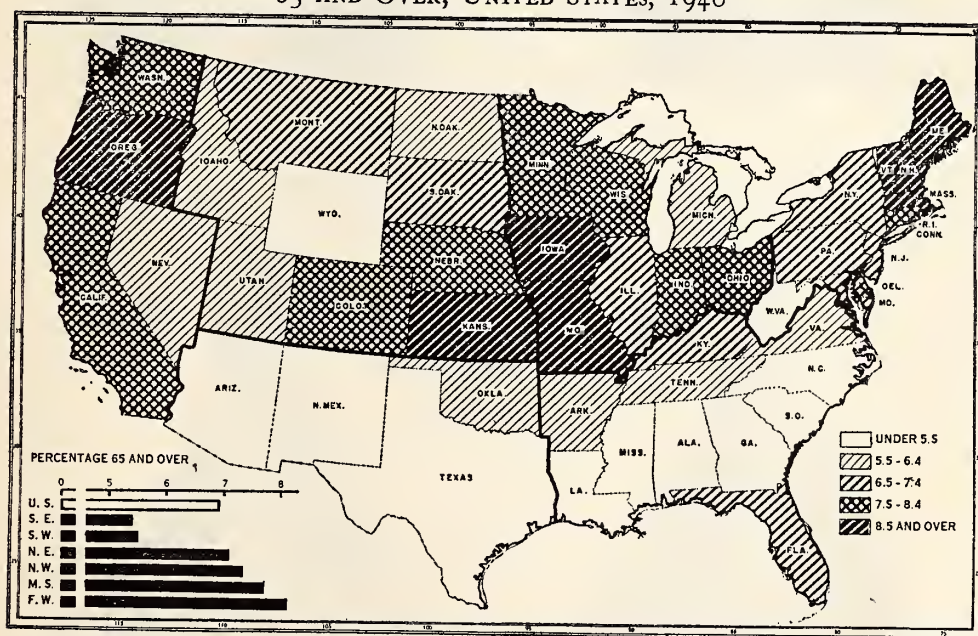 65 AND OVER, UNITED STATES, 1940
WASH.
OREG.
CALIF.
NEV.
IDAHO
MONT.
WYO.
UTAH
COLO.
ARIZ.
N.MEX.
N.DAK.
S.DAK.
NEBR.
KANS.
OKLA.
TEXAS
MINN.
IOWA
MO.
ARK.
LA.
WIS.
ILL.
MICH.
IND.
OHIO
KY.
TENN.
MISS.
ALA.
GA.
FLA.
S.C.
N.C.
VA.
W.VA.
PA.
N.Y.
VT.
N.H.
ME.
MASS.
R.I.
CONN.
N.J.
DEL.
MD.
UNDER 5.5
5.5 - 6.4
6.5 - 7.4
7.5 - 8.4
8.5 AND OVER
PERCENTAGE 65 AND OVER
0 5 6 7 8
U. S.
S. E.
S. W.
N. E.
N. W.
M. S.
F. W.